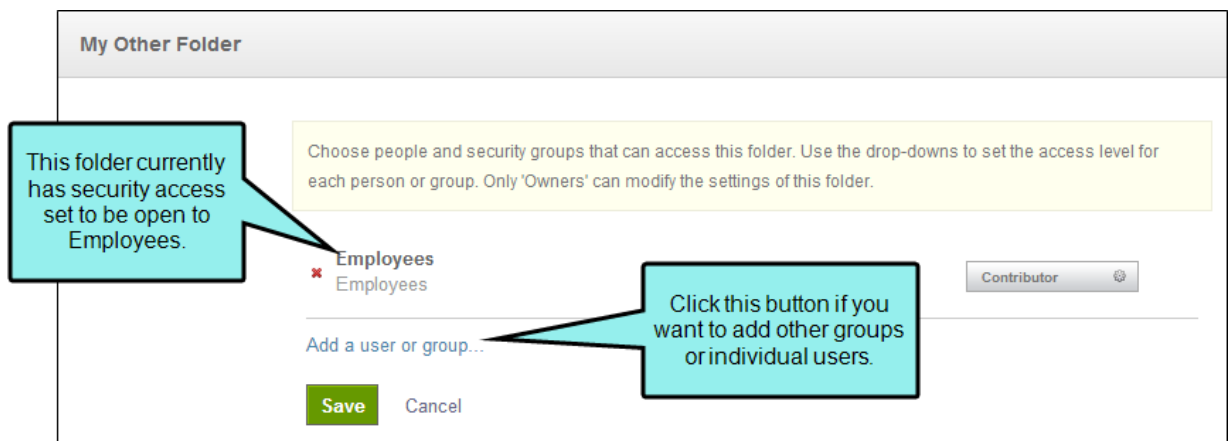 My Other Folder
This folder currently
has security access
set to be open to
Employees.
Choose people and security groups that can access this folder. Use the drop-downs to set the access level for
each person or group. Only 'Owners' can modify the settings of this folder.
Employees
Employees
Contributor
Add a user or group...
Click this button if you
want to add other groups
or individual users.
Save
Cancel